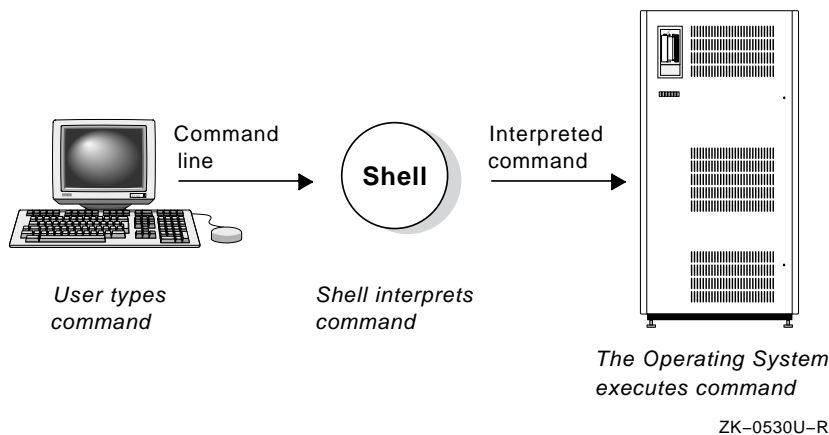 Command
line
Shell
Interpreted
command
User types
command
Shell interprets
command
The Operating System
executes command
ZK−0530U−R